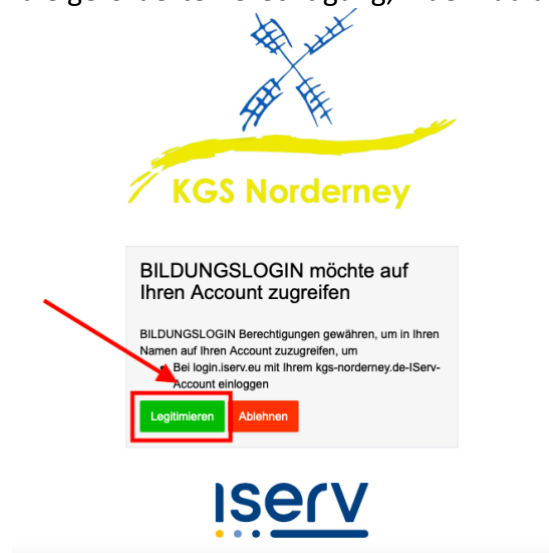 KGS Norderney
BILDUNGSLOGIN möchte auf
Ihren Account zugreifen
BILDUNGSLOGIN Berechtigungen gewähren, um in Ihren
Namen auf Ihren Account zuzugreifen, um
• Bei login.iserv.eu mit Ihrem kgs-norderney.de-IServ-
Account einloggen
Legitimieren Ablehnen
ISerV